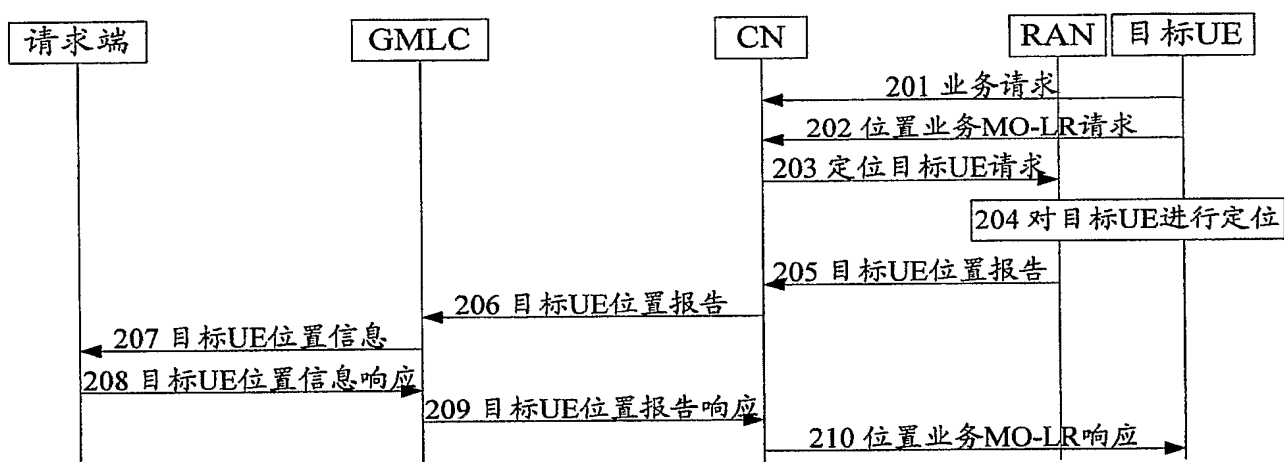 请求端
GMLC
CN
RAN
目标UE
201 业务请求
202 位置业务MO-LR请求
203 定位目标UE请求
204 对目标UE进行定位
205 目标UE位置报告
206 目标UE位置报告
207 目标UE位置信息
208 目标UE位置信息响应
209 目标UE位置报告响应
210 位置业务MO-LR响应